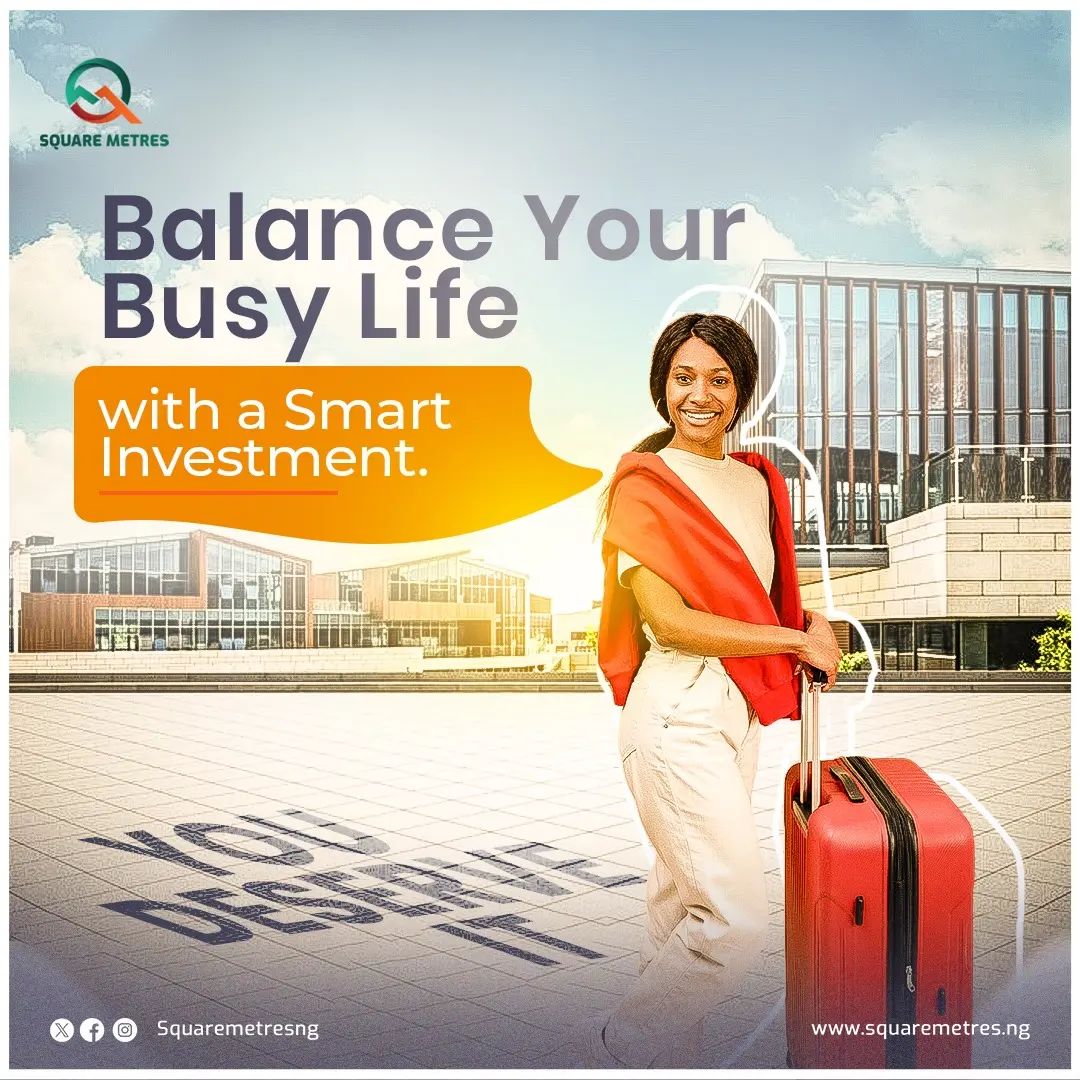 SQUARE METRES
Balance Your
Busy Life
with a Smart
Investment.
YOU
DESERVE
IT
Squaremetresng
www.squaremetres.ng